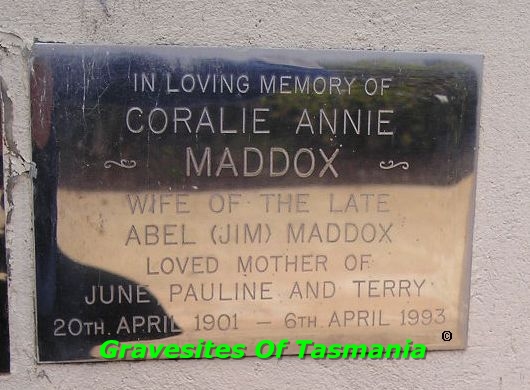 IN LOVING MEMORY OF
CORALIE ANNIE
MADDOX
WIFE OF THE LATE
ABEL (JIM) MADDOX
LOVED MOTHER OF
JUNE, PAULINE AND TERRY
20TH. APRIL 1901 – 6TH APRIL 1993
©
Gravesites Of Tasmania